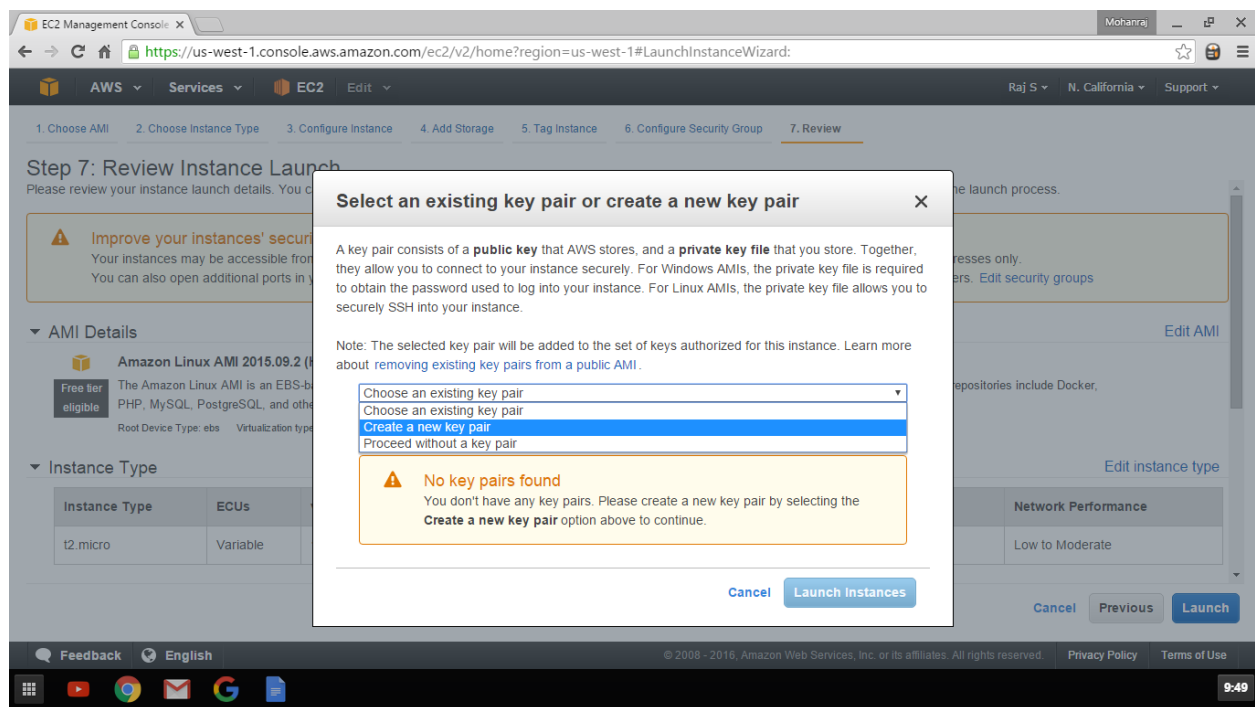 EC2 Management Console
Mohanraj
https://us-west-1.console.aws.amazon.com/ec2/v2/home?region=us-west-1#LaunchInstanceWizard:
AWS Services EC2 Edit Raj S N. California Support
1. Choose AMI 2. Choose Instance Type 3. Configure Instance 4. Add Storage 5. Tag Instance 6. Configure Security Group 7. Review
Step 7: Review Instance Launch
Please review your instance launch details. You c
he launch process.
Improve your instances' securi
Your instances may be accessible fron
resses only.
You can also open additional ports in y
ers. Edit security groups
AMI Details
Edit AMI
Amazon Linux AMI 2015.09.2 (H
Free tier
eligible
The Amazon Linux AMI is an EBS-ba
repositories include Docker,
PHP, MySQL, PostgreSQL, and othe
Root Device Type: ebs Virtualization type
Instance Type
Edit instance type
Instance Type ECUs Network Performance
t2.micro Variable Low to Moderate
Select an existing key pair or create a new key pair
A key pair consists of a public key that AWS stores, and a private key file that you store. Together,
they allow you to connect to your instance securely. For Windows AMIs, the private key file is required
to obtain the password used to log into your instance. For Linux AMIs, the private key file allows you to
securely SSH into your instance.
Note: The selected key pair will be added to the set of keys authorized for this instance. Learn more
about removing existing key pairs from a public AMI.
Choose an existing key pair
Choose an existing key pair
Create a new key pair
Proceed without a key pair
No key pairs found
You don't have any key pairs. Please create a new key pair by selecting the
Create a new key pair option above to continue.
Cancel Launch Instances
Cancel Previous Launch
Feedback English © 2008 - 2016, Amazon Web Services, Inc. or its affiliates. All rights reserved. Privacy Policy Terms of Use
9:49